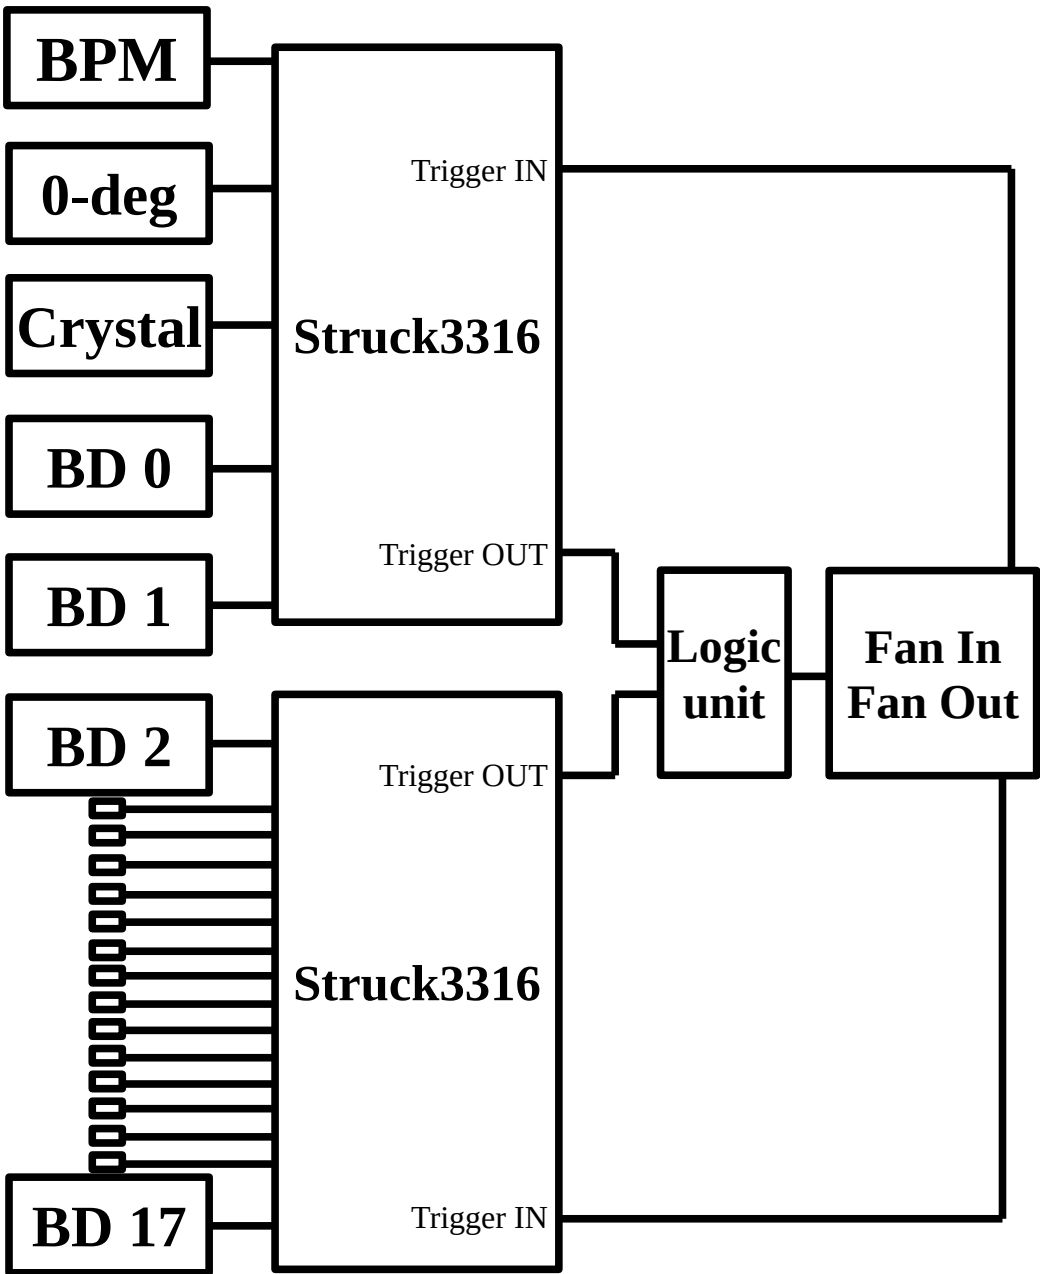 BPM
0-deg
Crystal
BD 0
BD 1
Trigger IN
Struck3316
Trigger OUT
Logic
unit
Fan In
Fan Out
BD 2
Trigger OUT
Struck3316
Trigger IN
BD 17